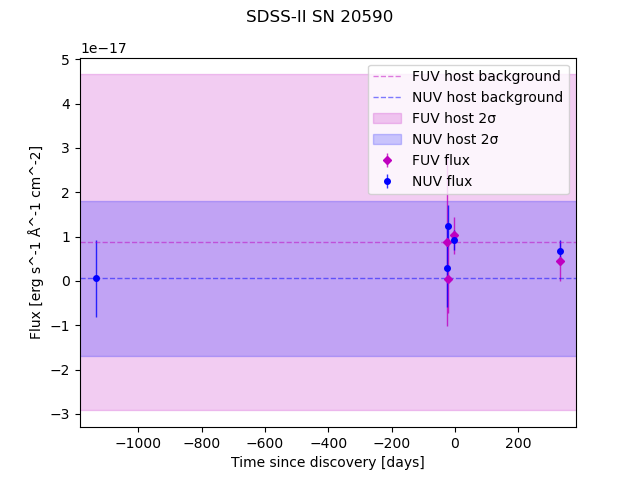 SDSS-II SN 20590
1e−17
5
4
3
2
1
0
−1
−2
−3
Flux [erg s^-1 Å^-1 cm^-2]
FUV host background
NUV host background
FUV host 2σ
NUV host 2σ
FUV flux
NUV flux
−1000 −800 −600 −400 −200 0 200
Time since discovery [days]